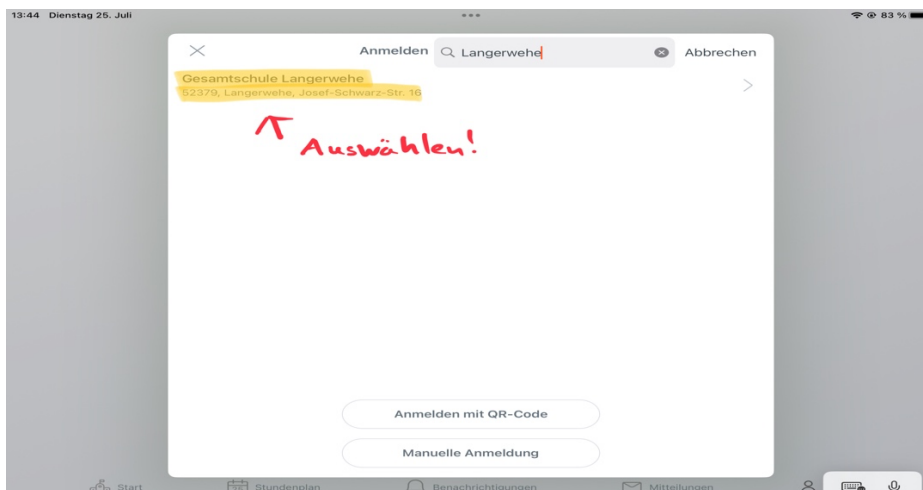 13:44 Dienstag 25. Juli
83 %
Anmelden Langerwehe Abbrechen
Gesamtschule Langerwehe
52379, Langerwehe, Josef-Schwarz-Str. 16
Auswählen!
Anmelden mit QR-Code
Manuelle Anmeldung
Start Stundenplan Benachrichtigungen Mitteilungen